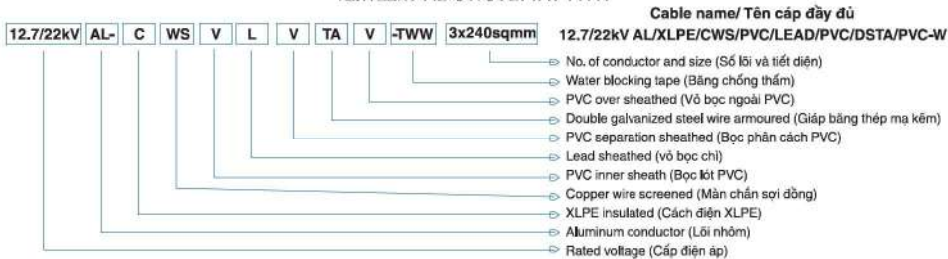 Cable name/ Tên cáp đầy đủ
12.7/22kV AL- C WS V L V TA V -TWW 3x240sqmm 12.7/22kV AL/XLPE/CWS/PVC/LEAD/PVC/DSTA/PVC-W
No. of conductor and size (Số lõi và tiết diện)
Water blocking tape (Băng chống thấm)
PVC over sheathed (Vỏ bọc ngoài PVC)
Double galvanized steel wire armoured (Giáp băng thép mạ kẽm)
PVC separation sheathed (Bọc phân cách PVC)
Lead sheathed (vỏ bọc chì)
PVC inner sheath (Bọc lót PVC)
Copper wire screened (Màn chắn sợi đồng)
XLPE insulated (Cách điện XLPE)
Aluminum conductor (Lõi nhôm)
Rated voltage (Cấp điện áp)